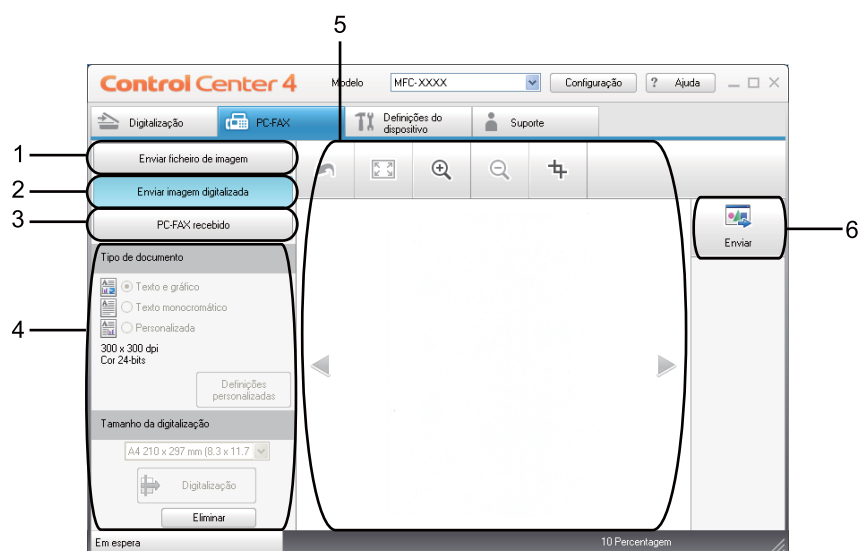 5
Control Center 4
Modelo
MFC-XXXX
Configuração
? Ajuda
Digitalização
PC-FAX
Definições do
dispositivo
Suporte
1
Enviar ficheiro de imagem
2
Enviar imagem digitalizada
3
PC-FAX recebido
Enviar
6
Tipo de documento
Texto e gráfico
Texto monocromático
4
Personalizada
300 x 300 dpi
Cor 24-bits
Definições
personalizadas
Tamanho da digitalização
A4 210 x 297 mm (8.3 x 11.7
Digitalização
Eliminar
Em espera
10 Percentagem